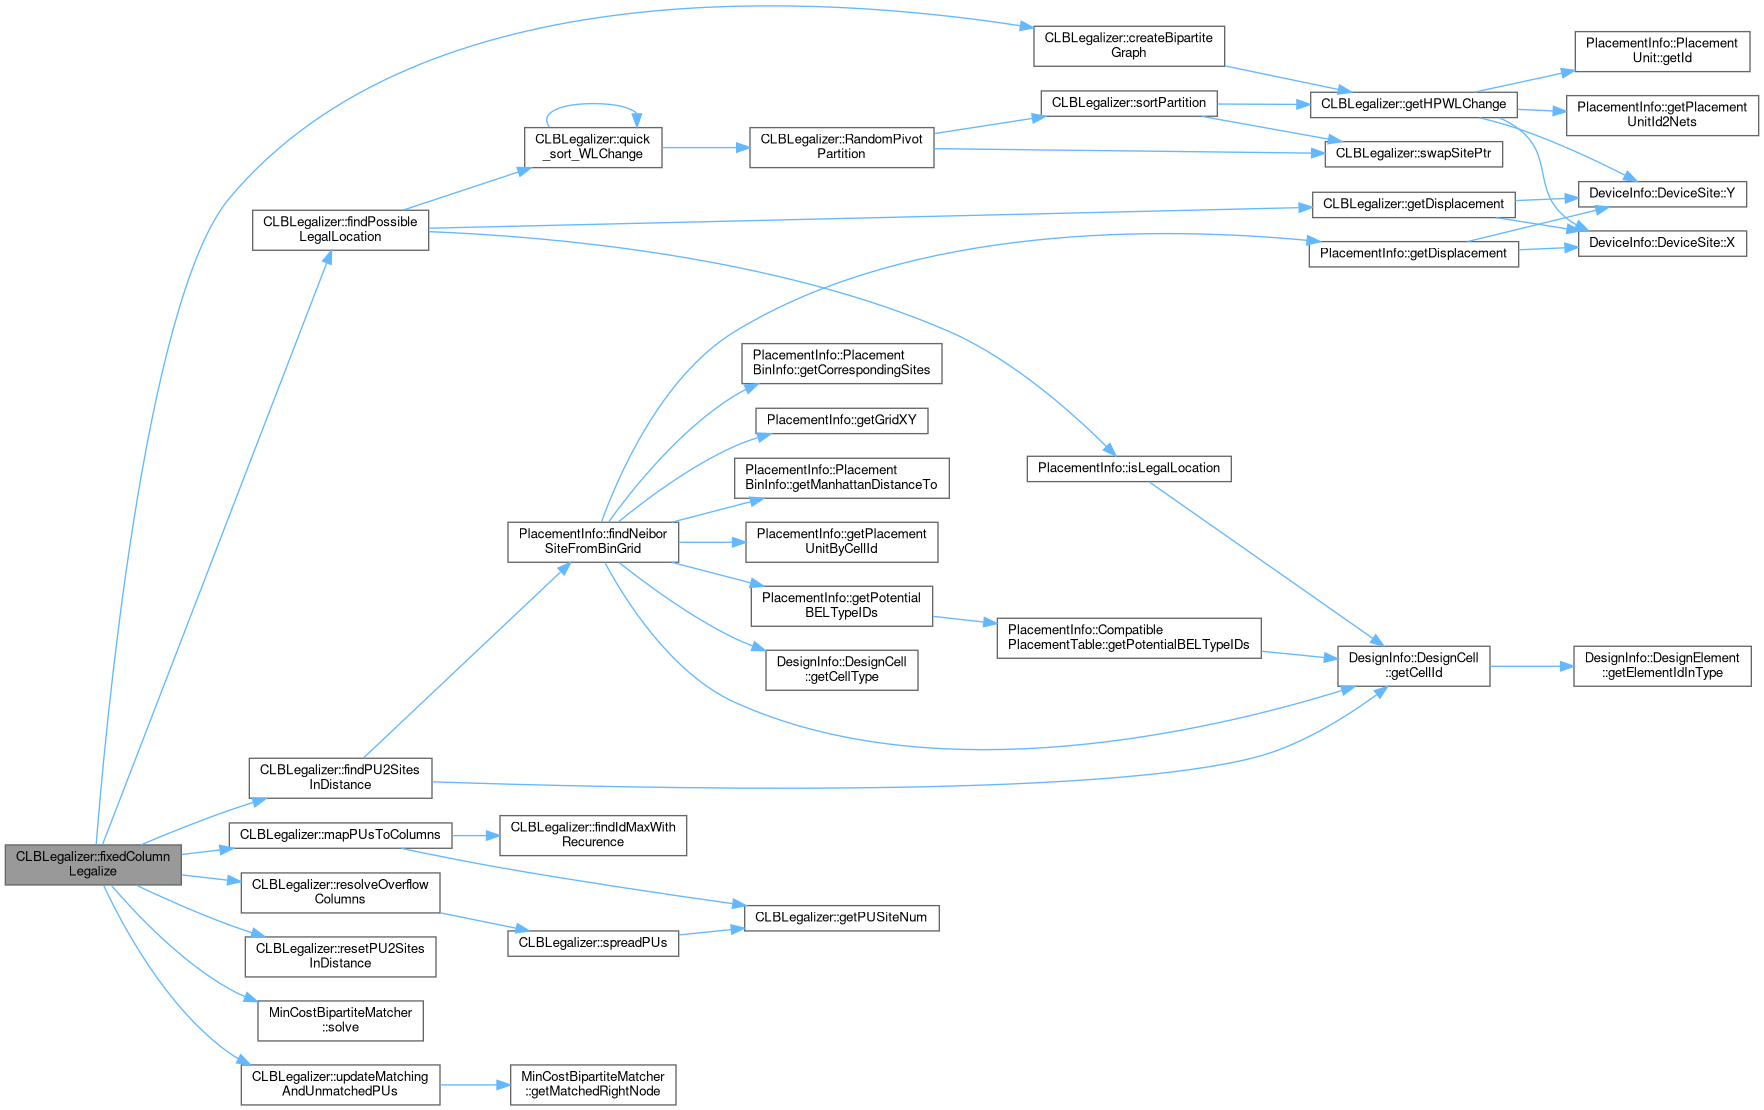 CLBLegalizer::createBipartite
Graph
PlacementInfo::Placement
Unit::getId
CLBLegalizer::sortPartition
CLBLegalizer::getHPWLChange
PlacementInfo::getPlacement
UnitId2Nets
CLBLegalizer::quick
_sort_WLChange
CLBLegalizer::RandomPivot
Partition
CLBLegalizer::swapSitePtr
DeviceInfo::DeviceSite::Y
CLBLegalizer::getDisplacement
CLBLegalizer::findPossible
LegalLocation
DeviceInfo::DeviceSite::X
PlacementInfo::getDisplacement
PlacementInfo::Placement
BinInfo::getCorrespondingSites
PlacementInfo::getGridXY
PlacementInfo::Placement
BinInfo::getManhattanDistanceTo
PlacementInfo::isLegalLocation
PlacementInfo::findNeibor
SiteFromBinGrid
PlacementInfo::getPlacement
UnitByCellId
PlacementInfo::getPotential
BELTypeIDs
PlacementInfo::Compatible
PlacementTable::getPotentialBELTypeIDs
DesignInfo::DesignCell
::getCellType
DesignInfo::DesignCell
::getCellId
DesignInfo::DesignElement
::getElementIdInType
CLBLegalizer::findPU2Sites
InDistance
CLBLegalizer::mapPUsToColumns
CLBLegalizer::findIdMaxWith
Recurence
CLBLegalizer::fixedColumn
Legalize
CLBLegalizer::resolveOverflow
Columns
CLBLegalizer::getPUSiteNum
CLBLegalizer::spreadPUs
CLBLegalizer::resetPU2Sites
InDistance
MinCostBipartiteMatcher
::solve
CLBLegalizer::updateMatching
AndUnmatchedPUs
MinCostBipartiteMatcher
::getMatchedRightNode